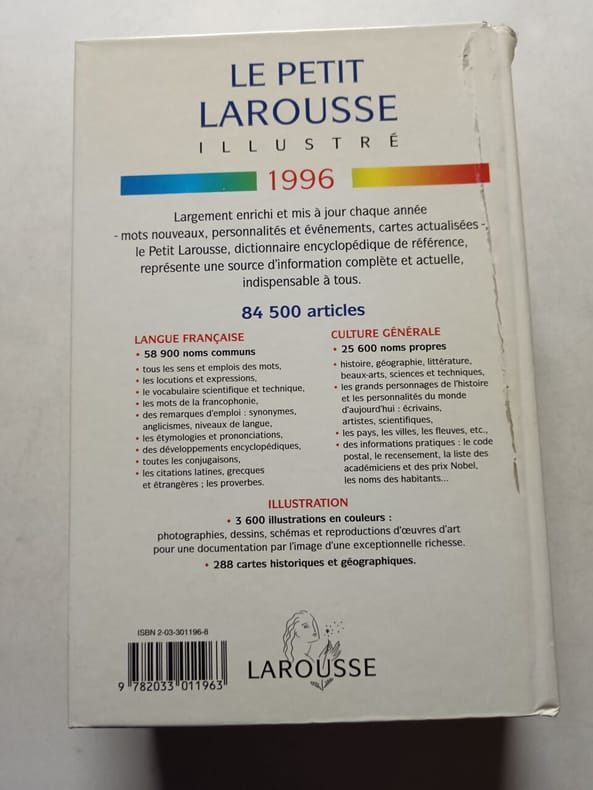 LE PETIT
LAROUSSE
ILLUSTRÉ
1996
Largement enrichi et mis à jour chaque année
- mots nouveaux, personnalités et événements, cartes actualisées -,
le Petit Larousse, dictionnaire encyclopédique de référence,
représente une source d'information complète et actuelle,
indispensable à tous.
84 500 articles
LANGUE FRANÇAISE
• 58 900 noms communs
• tous les sens et emplois des mots,
• les locutions et expressions,
• le vocabulaire scientifique et technique,
• les mots de la francophonie,
• des remarques d'emploi : synonymes,
anglicismes, niveaux de langue,
• les étymologies et prononciations,
• des développements encyclopédiques,
• toutes les conjugaisons,
• les citations latines, grecques
et étrangères ; les proverbes.
CULTURE GÉNÉRALE
• 25 600 noms propres
• histoire, géographie, littérature,
beaux-arts, sciences et techniques,
• les grands personnages de l'histoire
et les personnalités du monde
d'aujourd'hui : écrivains,
artistes, scientifiques,
• les pays, les villes, les fleuves, etc.,
• des informations pratiques : le code
postal, le recensement, la liste des
académiciens et des prix Nobel,
les noms des habitants...
ILLUSTRATION
• 3 600 illustrations en couleurs :
photographies, dessins, schémas et reproductions d'œuvres d'art
pour une documentation par l'image d'une exceptionnelle richesse.
• 288 cartes historiques et géographiques.
ISBN 2-03-301196-8
9 782033 011963
LAROUSSE